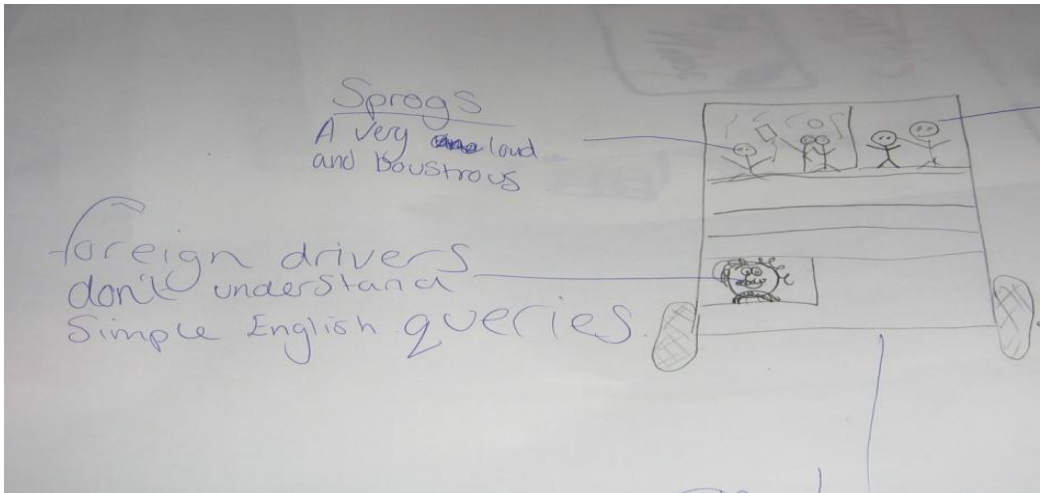 Sprogs
A very loud
and boustrous
foreign drivers
don't understand
Simple English queries.